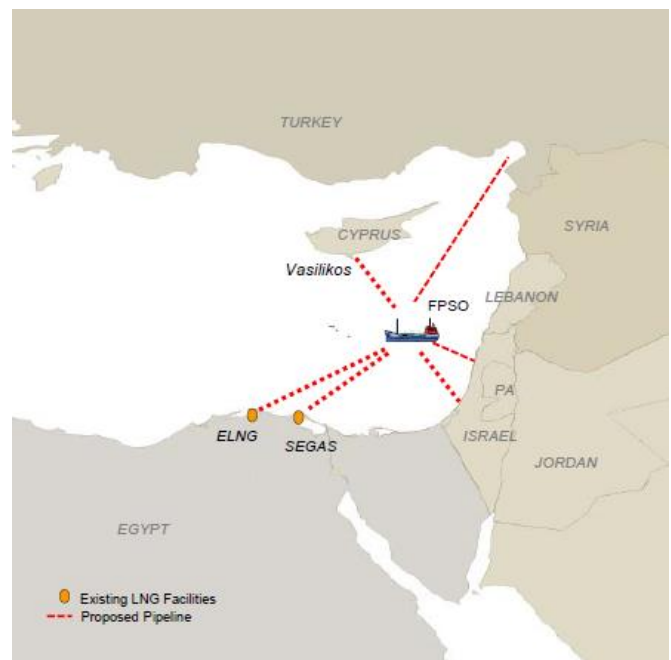 TURKEY
CYPRUS
SYRIA
Vasilikos
LEBANON
FPSO
PA
ELNG
SEGAS
ISRAEL
JORDAN
EGYPT
Existing LNG Facilities
Proposed Pipeline